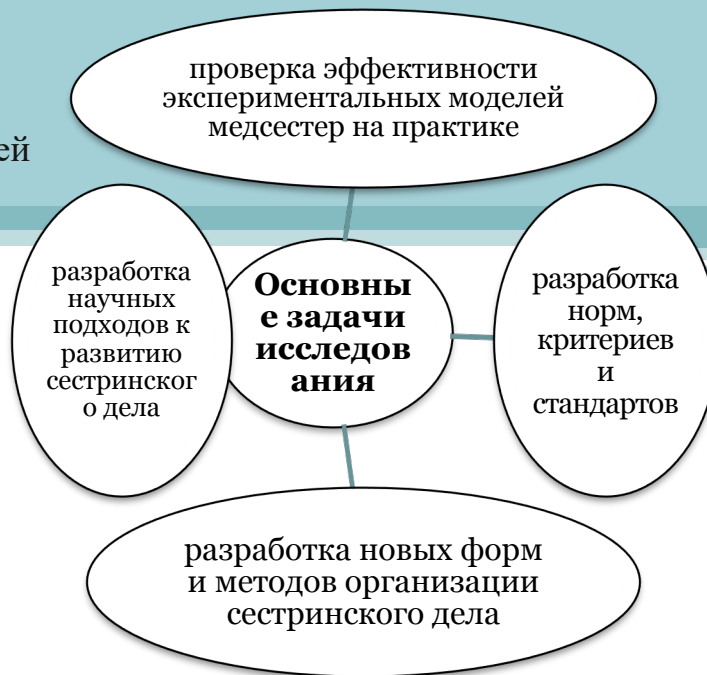 проверка эффективности
экспериментальных моделей
медсестер на практике
ей
разработка
научных
подходов к
развитию
сестринског
о дела
Основны
е задачи
исследов
ания
разработка
норм,
критериев
и
стандартов
разработка новых форм
и методов организации
сестринского дела